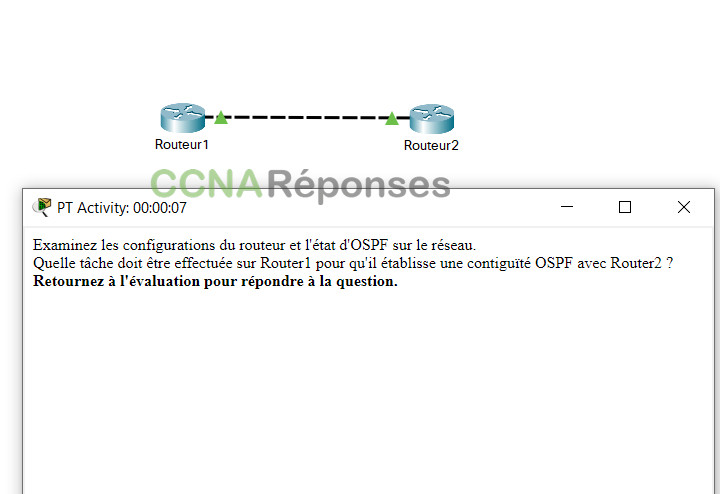 Routeur1
Routeur2
CCNARéponses
PT Activity: 00:00:07
Examinez les configurations du routeur et l'état d'OSPF sur le réseau.
Quelle tâche doit être effectuée sur Router1 pour qu'il établisse une contiguïté OSPF avec Router2 ?
Retournez à l'évaluation pour répondre à la question.